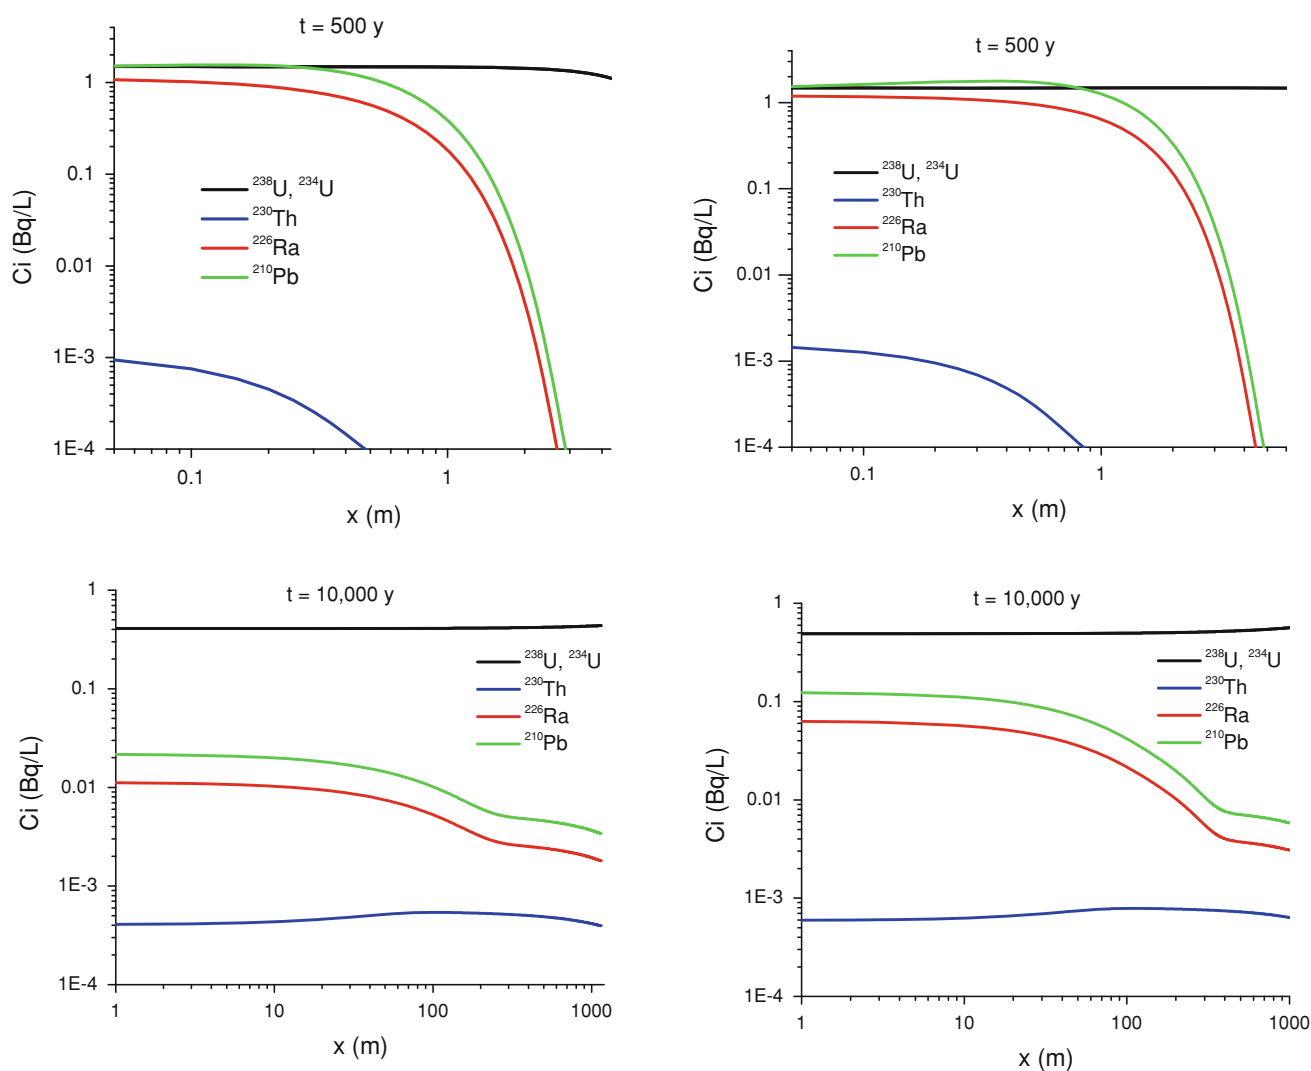 t = 500 y
Ci (Bq/L)
1
0.1
0.01
1E-3
1E-4
²³⁸U, ²³⁴U
²³⁰Th
²²⁶Ra
²¹⁰Pb
0.1
1
x (m)
t = 500 y
Ci (Bq/L)
1
0.1
0.01
1E-3
1E-4
²³⁸U, ²³⁴U
²³⁰Th
²²⁶Ra
²¹⁰Pb
0.1
1
x (m)
t = 10,000 y
Ci (Bq/L)
1
0.1
0.01
1E-3
1E-4
²³⁸U, ²³⁴U
²³⁰Th
²²⁶Ra
²¹⁰Pb
1
10
100
1000
x (m)
t = 10,000 y
Ci (Bq/L)
1
0.1
0.01
1E-3
1E-4
²³⁸U, ²³⁴U
²³⁰Th
²²⁶Ra
²¹⁰Pb
1
10
100
1000
x (m)